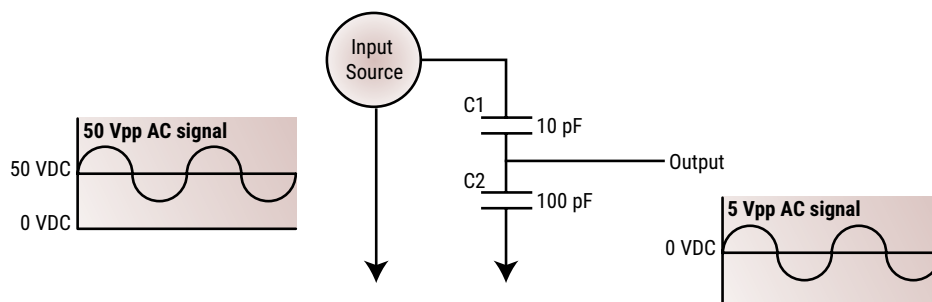 Input
Source
50 Vpp AC signal
50 VDC
0 VDC
C1
10 pF
Output
C2
100 pF
5 Vpp AC signal
0 VDC